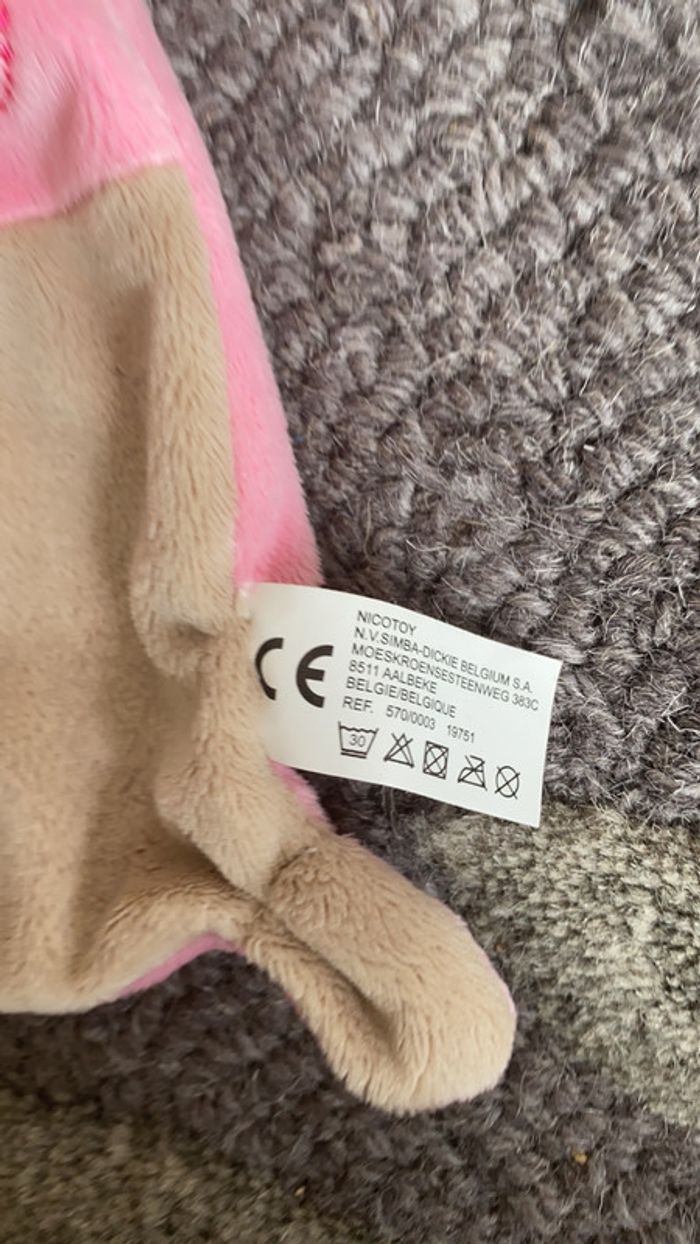 CE
NICOTOY
N.V.SIMBA-DICKIE BELGIUM S.A.
MOESKROENSESTEENWEG 383C
8511 AALBEKE
BELGIE/BELGIQUE
REF. 570/0003 19751
30